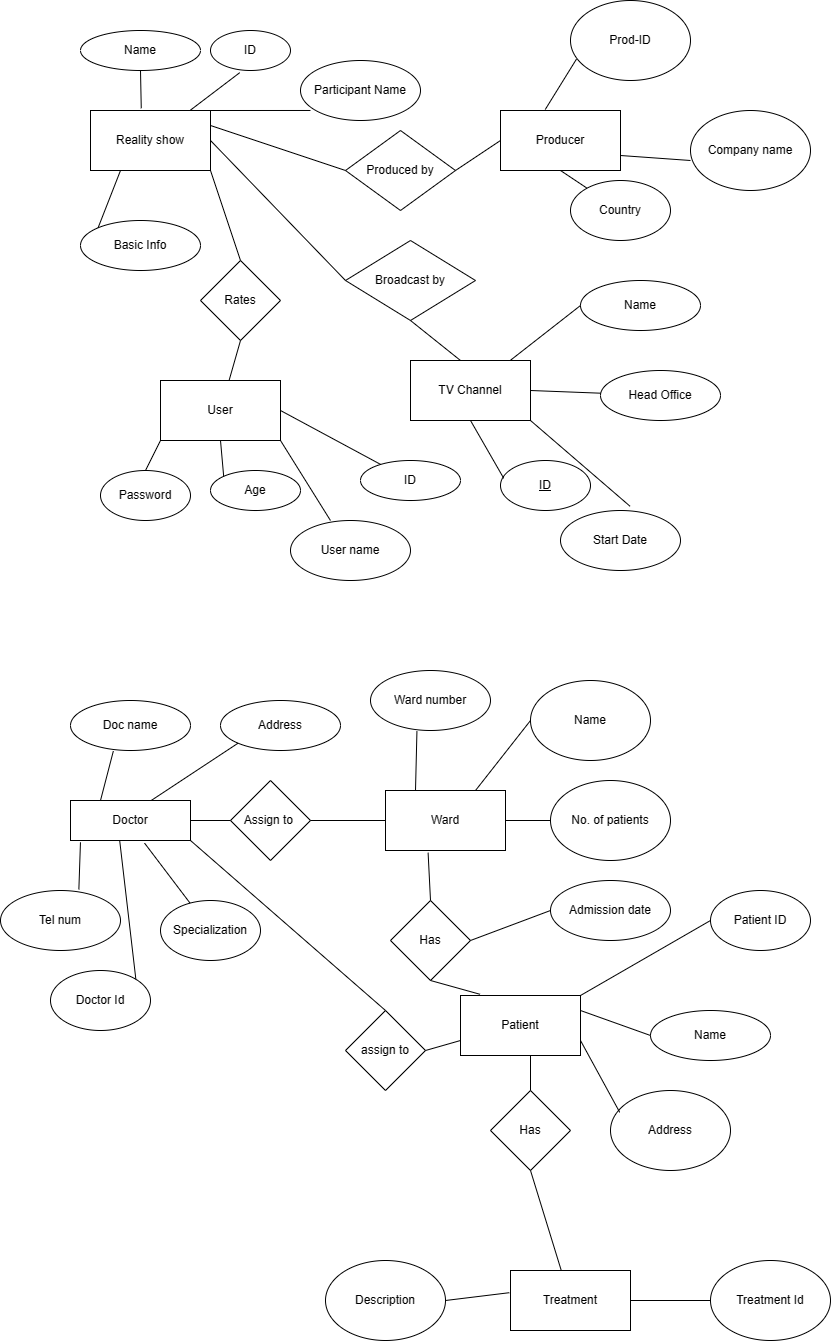 Prod-ID
Name
ID
Participant Name
Reality show
Producer
Company name
Produced by
Country
Basic Info
Broadcast by
Rates
Name
TV Channel
Head Office
User
Password
Age
ID
ID
User name
Start Date
Ward number
Name
Doc name
Address
Doctor
Assign to
Ward
No. of patients
Tel num
Specialization
Has
Admission date
Patient ID
Doctor Id
Patient
Name
assign to
Has
Address
Description
Treatment
Treatment Id